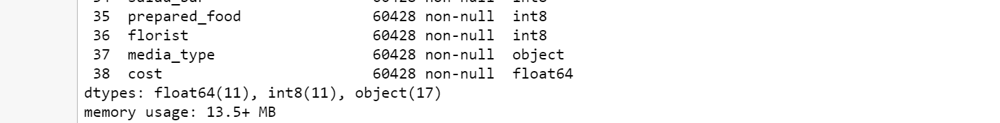 35 prepared_food 60428 non-null int8
36 florist 60428 non-null int8
37 media_type 60428 non-null object
38 cost 60428 non-null float64
dtypes: float64(11), int8(11), object(17)
memory usage: 13.5+ MB